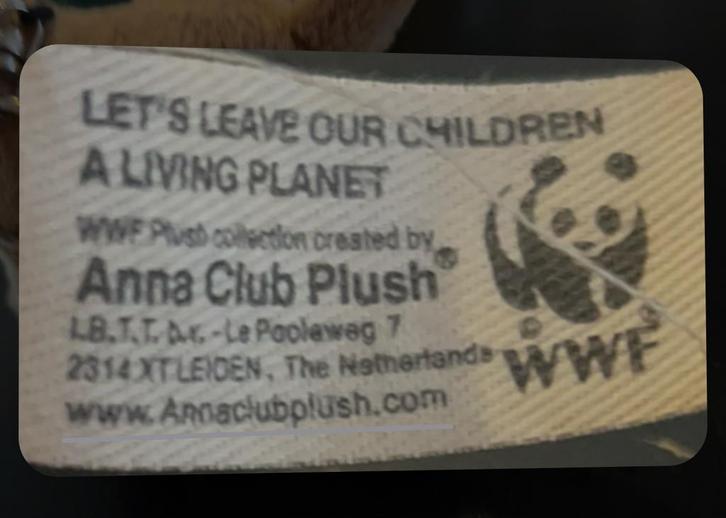 LET'S LEAVE OUR CHILDREN
A LIVING PLANET
WWF Plush collection created by
Anna Club Plush®
I.B.T.T. b.v. - Le Pooleweg 7
2314 XT LEIDEN, The Netherlands
www.Annaclubplush.com
© ®
WWF